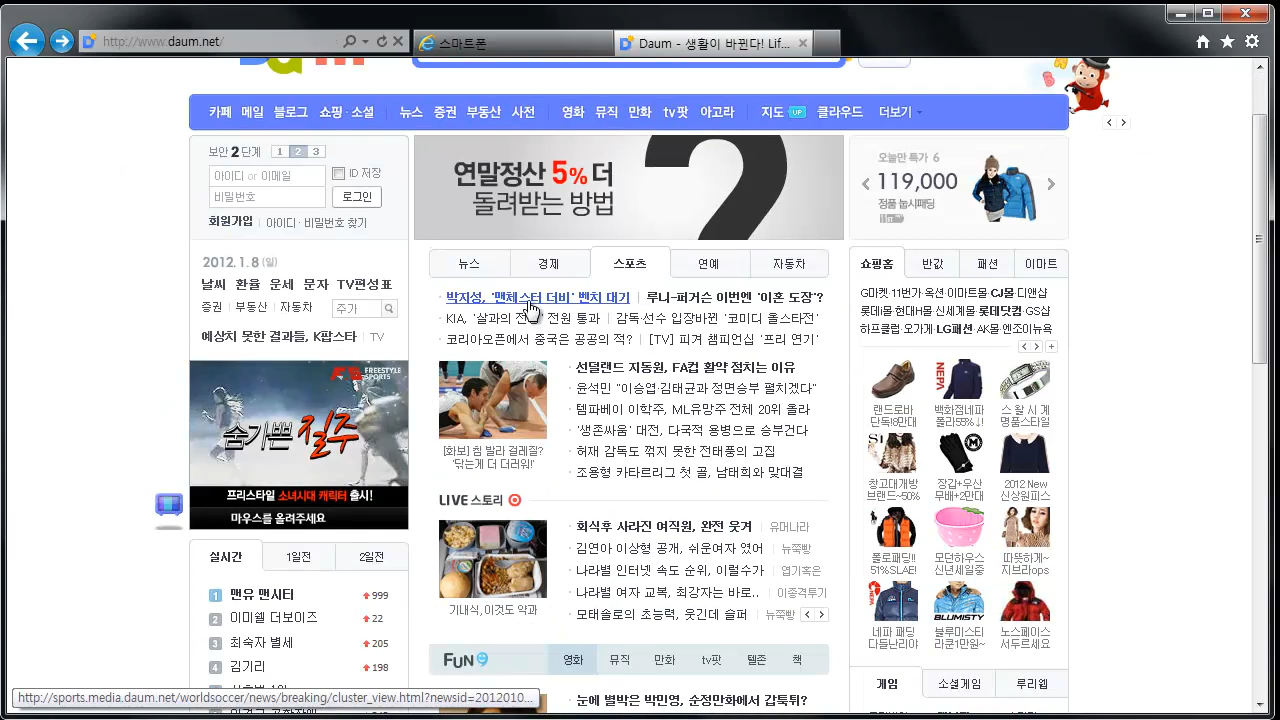 http://www.daum.net/
스마트폰
Daum - 생활이 바뀐다! Lif...
카페 메일 블로그 쇼핑·소셜 뉴스 증권 부동산 사전 영화 뮤직 만화 tv팟 아고라 지도 UP 클라우드 더보기
보안 2단계 1 2 3
아이디 or 이메일
ID 저장
비밀번호
로그인
회원가입 아이디·비밀번호 찾기
연말정산 5% 더
돌려받는 방법
2
오늘만 특가 6
119,000
정품 눕시패딩
2012. 1. 8 (일)
날씨 환율 운세 문자 TV편성표
증권 부동산 자동차 주가
예상치 못한 결과들, K팝스타 TV
FREESTYLE SPORTS
숨가쁜 질주
프리스타일 소녀시대 캐릭터 출시!
마우스를 올려주세요
실시간 1일전 2일전
1 맨유 맨시티 999
2 이미쉘 더보이즈 22
3 최숙자 별세 205
4 김기리 198
뉴스 경제 스포츠 연예 자동차
박지성, '맨체스터 더비' 벤치 대기 루니-퍼거슨 이번엔 '이혼 도장'?
KIA, '살과의 전 전원 통과 감독·선수 입장바뀐 '코미디 올스타전'
코리아오픈에서 중국은 공공의 적? [TV] 피겨 챔피언십 '프리 연기'
선덜랜드 지동원, FA컵 활약 점치는 이유
윤석민 "이승엽·김태균과 정면승부 펼치겠다"
템파베이 이학주, ML유망주 전체 20위 올라
'생존싸움' 대전, 다국적 용병으로 승부건다
허재 감독도 꺾지 못한 전태풍의 고집
조용형 카타르리그 첫 골, 남태희와 맞대결
[화보] 힘 발라 걸레질?
'닦는게 더 더러워!'
LIVE 스토리
회식후 사라진 여직원, 완전 웃겨 유머나라
김연아 이상형 공개, 쉬운여자 였어 뉴쪽빵
나라별 인터넷 속도 순위, 이럴수가 엽기혹은
나라별 여자 교복, 최강자는 바로.. 이종격투기
모태솔로의 초능력, 웃긴데 슬퍼 뉴쪽빵
기내식, 이것도 약과
FUN 영화 뮤직 만화 tv팟 텔존 책
눈에 별박은 박민영, 순정만화에서 갑툭튀?
쇼핑홈 반값 패션 이마트
G마켓·11번가·옥션·이마트몰·CJ몰·디앤샵
롯데i몰·현대H몰·신세계몰·롯데닷컴·GS샵
하프클럽·오가게·LG패션·AK몰·엔조이뉴욕
랜드로바
단독!8만대
NEPA
백화점네파
폴라55%↓!
스 월 시 계
명품스타일
창고대개방
브랜드~50%
장갑+우산
무배+2만대
2012 New
신상원피스
폴로패딩!!
51%SLAE!
모던하우스
신년세일중
따뜻하게~
지브라ops
네파 패딩
다들난리야
BLUMISTY
블루미스티
라쿤1만원~
노스페이스
서두르세요
게임 소셜게임 루리웹
http://sports.media.daum.net/worldsoccer/news/breaking/cluster_view.html?newsid=2012010...